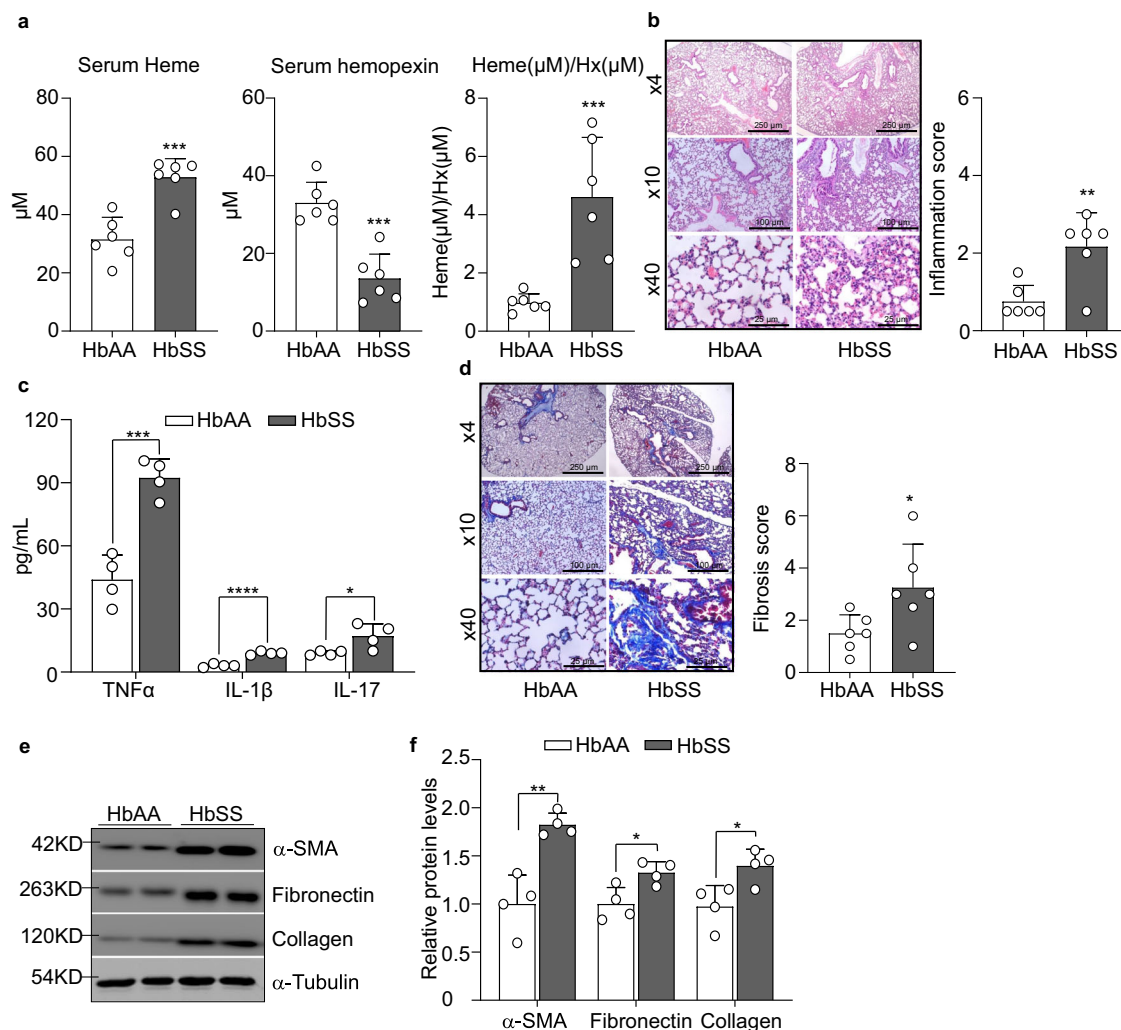 a
Serum Heme
µM
80
60
40
20
0
***
HbAA HbSS
Serum hemopexin
µM
60
40
20
0
***
HbAA HbSS
Heme(µM)/Hx(µM)
Heme(µM)/Hx(µM)
8
6
4
2
0
***
HbAA HbSS
b
x4
250 µm 250 µm
x10
100 µm 100 µm
x40
25 µm 25 µm
HbAA HbSS
Inflammation score
6
4
2
0
**
HbAA HbSS
c
HbAA HbSS
pg/mL
120
90
60
30
0
***
****
*
TNFα IL-1β IL-17
d
x4
250 µm 250 µm
x10
100 µm 100 µm
x40
25 µm 25 µm
HbAA HbSS
Fibrosis score
8
6
4
2
0
*
HbAA HbSS
e
HbAA HbSS
42KD α-SMA
263KD Fibronectin
120KD Collagen
54KD α-Tubulin
f
HbAA HbSS
Relative protein levels
2.5
2.0
1.5
1.0
0.5
0
**
*
*
α-SMA Fibronectin Collagen